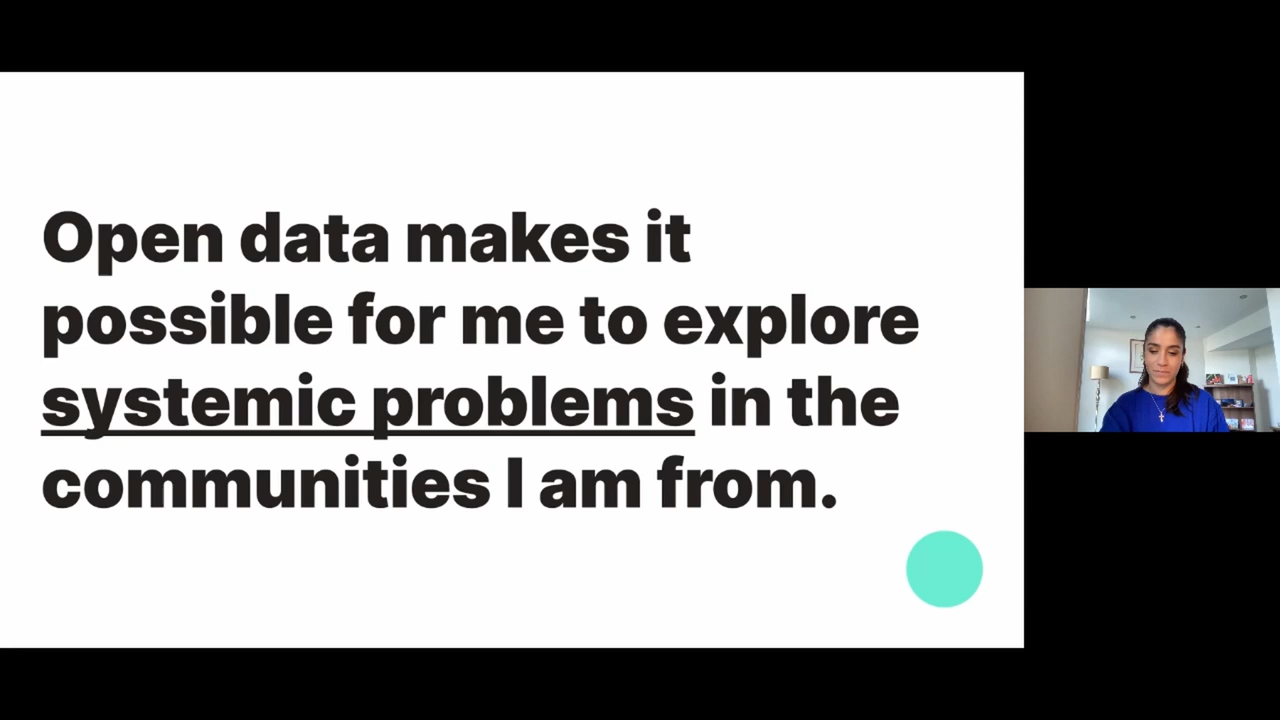 Open data makes it
possible for me to explore
systemic problems in the
communities I am from.